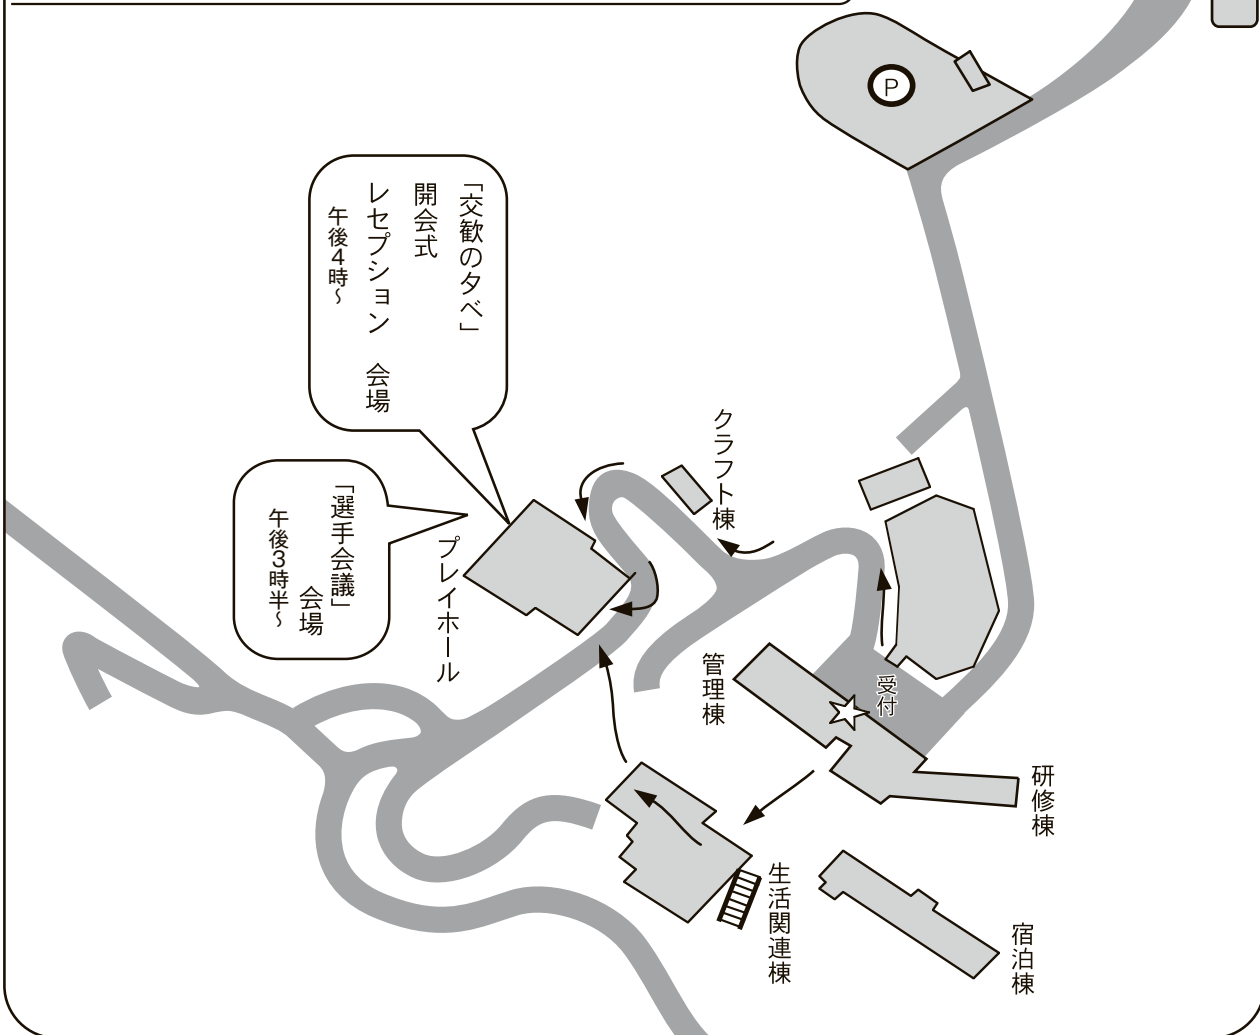 P
「交歓の夕べ」
開会式
レセプション 会場
午後4時~
「選手会議」
会場
午後3時半~
プレイホール
クラフト棟
受付
管理棟
研修棟
生活関連棟
宿泊棟